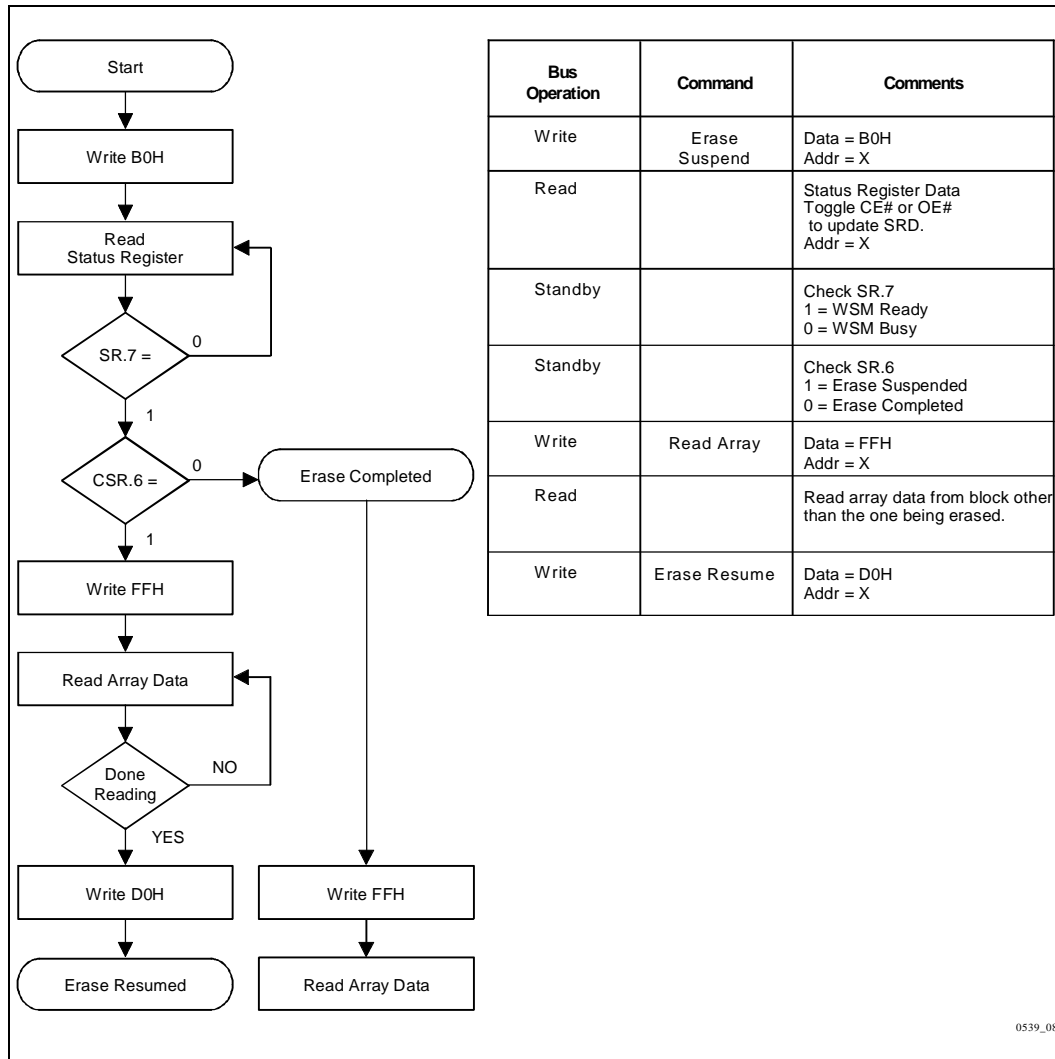 Start
Write B0H
Read
Status Register
SR.7 =
0
1
CSR.6 =
0
Erase Completed
1
Write FFH
Read Array Data
Done
Reading
NO
YES
Write D0H
Write FFH
Erase Resumed
Read Array Data
Bus
Operation
Command
Comments
Write
Erase
Suspend
Data = B0H
Addr = X
Read
Status Register Data
Toggle CE# or OE#
to update SRD.
Addr = X
Standby
Check SR.7
1 = WSM Ready
0 = WSM Busy
Standby
Check SR.6
1 = Erase Suspended
0 = Erase Completed
Write
Read Array
Data = FFH
Addr = X
Read
Read array data from block other
than the one being erased.
Write
Erase Resume
Data = D0H
Addr = X
0539_08